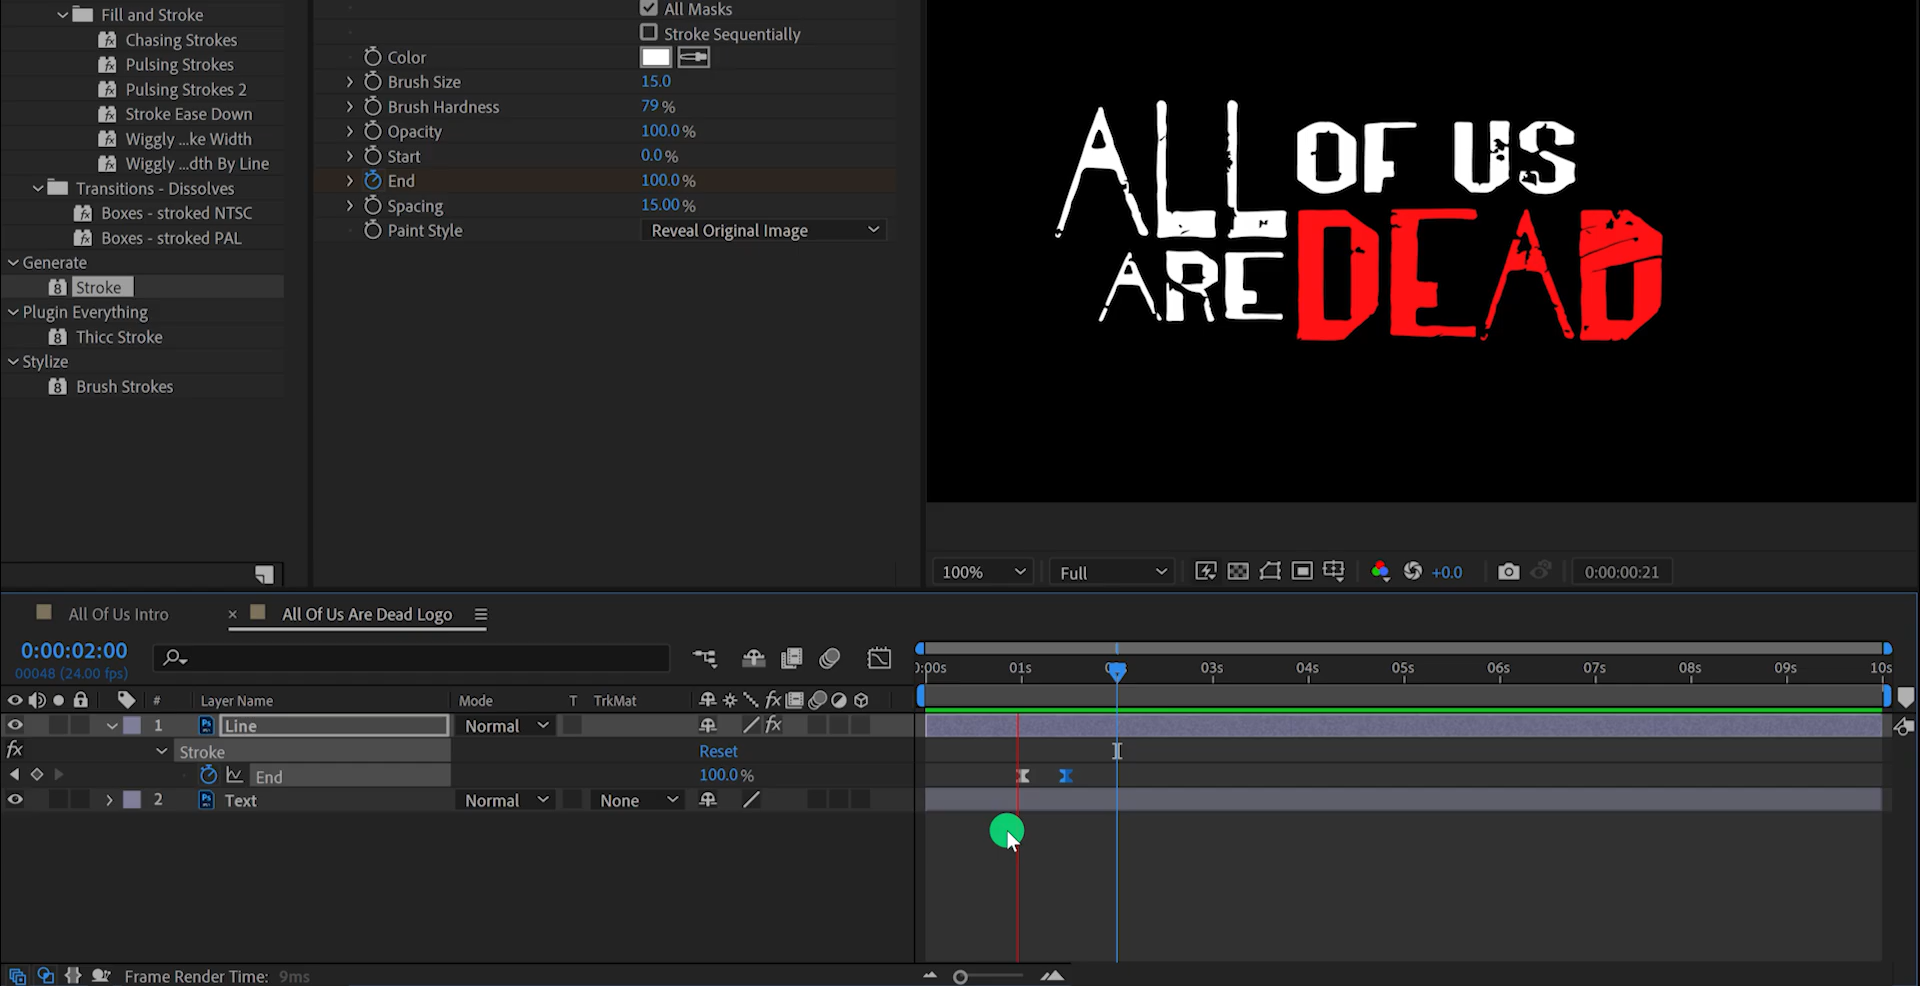 Fill and Stroke
Chasing Strokes
Pulsing Strokes
Pulsing Strokes 2
Stroke Ease Down
Wiggly ...ke Width
Wiggly ...dth By Line
Transitions - Dissolves
Boxes - stroked NTSC
Boxes - stroked PAL
Generate
Stroke
Plugin Everything
Thicc Stroke
Stylize
Brush Strokes
All Masks
Stroke Sequentially
Color
Brush Size 15.0
Brush Hardness 79 %
Opacity 100.0 %
Start 0.0 %
End 100.0 %
Spacing 15.00 %
Paint Style Reveal Original Image
ALL OF US
ARE DEAD
100% Full +0.0 0:00:00:21
All Of Us Intro × All Of Us Are Dead Logo
0:00:02:00
00048 (24.00 fps)
):00s 01s 03s 04s 05s 06s 07s 08s 09s 10s
# Layer Name Mode T TrkMat fx
1 Ps Line Normal fx
fx Stroke Reset
End 100.0 %
2 Ps Text Normal None
Frame Render Time: 9ms